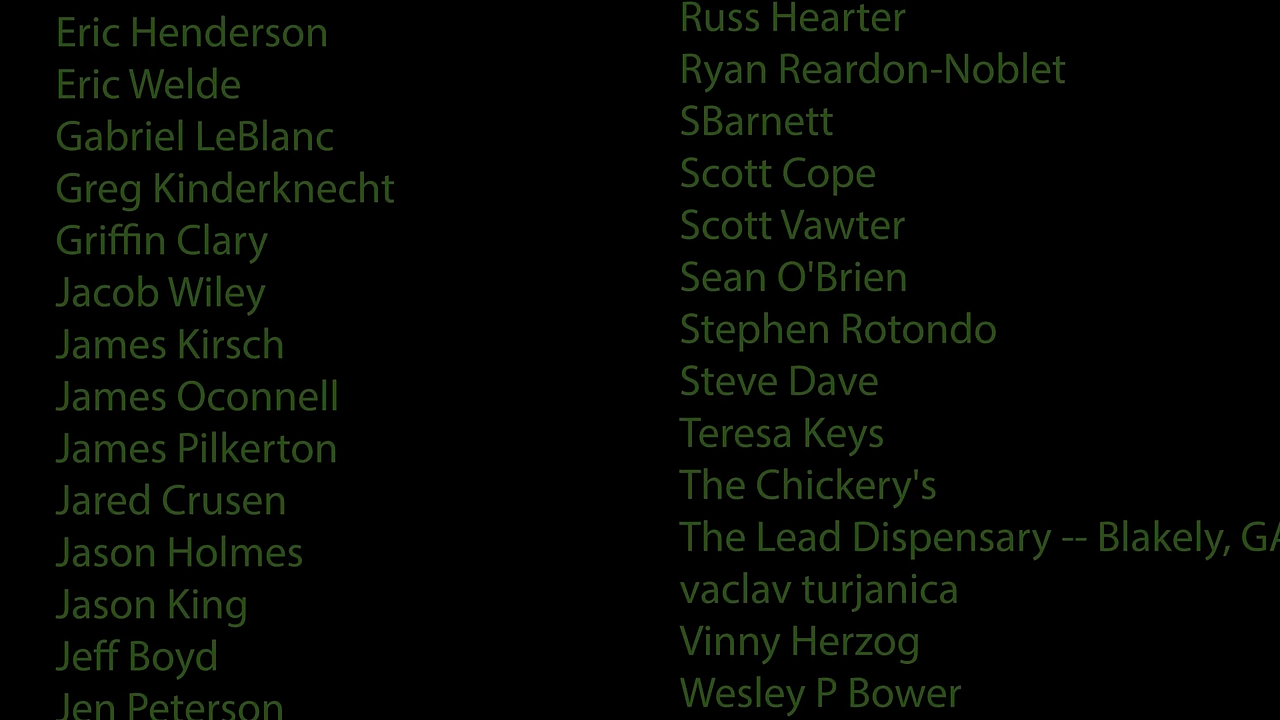 Eric Henderson
Eric Welde
Gabriel LeBlanc
Greg Kinderknecht
Griffin Clary
Jacob Wiley
James Kirsch
James Oconnell
James Pilkerton
Jared Crusen
Jason Holmes
Jason King
Jeff Boyd
Jen Peterson
Russ Hearter
Ryan Reardon-Noblet
SBarnett
Scott Cope
Scott Vawter
Sean O'Brien
Stephen Rotondo
Steve Dave
Teresa Keys
The Chickery's
The Lead Dispensary -- Blakely, GA
vaclav turjanica
Vinny Herzog
Wesley P Bower